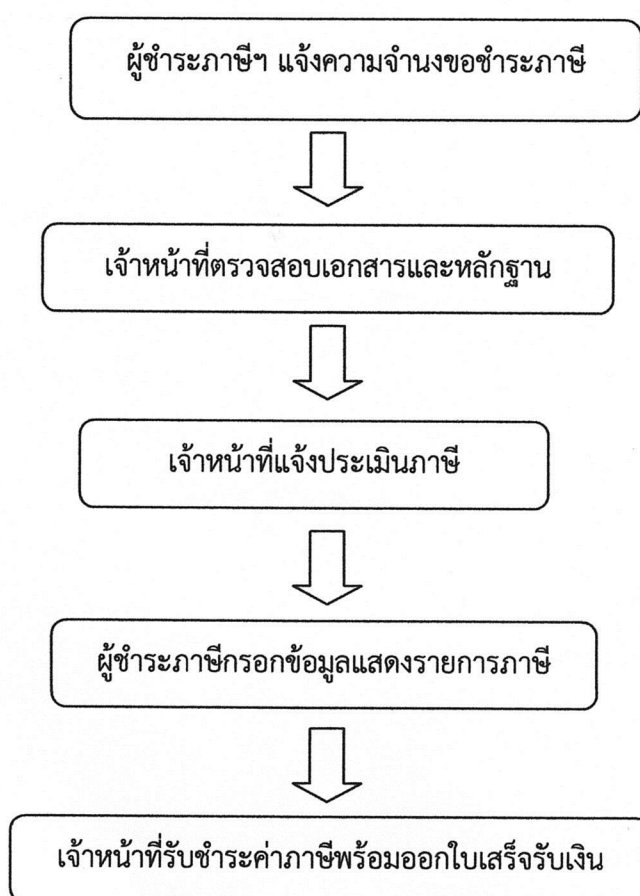 ผู้ชำระภาษีฯ แจ้งความจำนงขอชำระภาษี
เจ้าหน้าที่ตรวจสอบเอกสารและหลักฐาน
เจ้าหน้าที่แจ้งประเมินภาษี
ผู้ชำระภาษีกรอกข้อมูลแสดงรายการภาษี
เจ้าหน้าที่รับชำระค่าภาษีพร้อมออกใบเสร็จรับเงิน